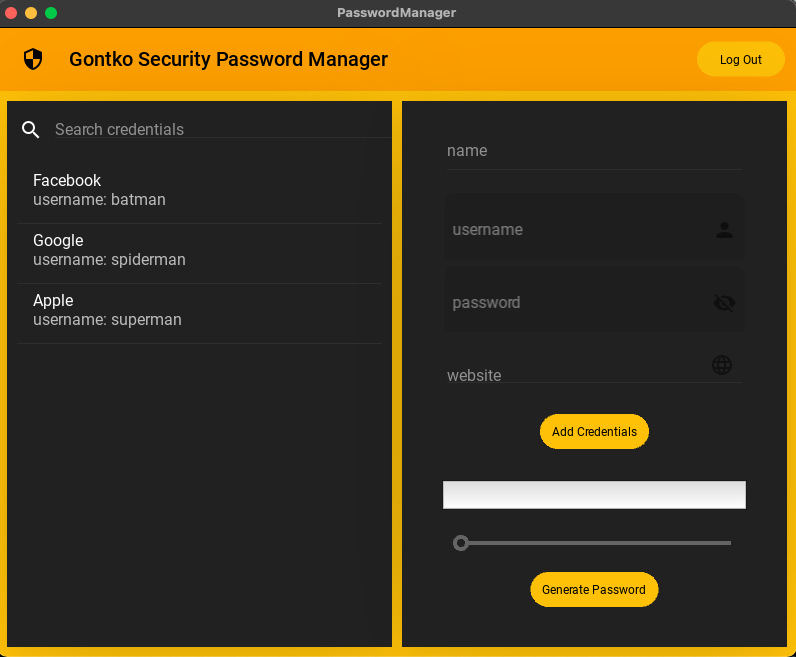 PasswordManager
Gontko Security Password Manager
Log Out
Search credentials
Facebook
username: batman
Google
username: spiderman
Apple
username: superman
name
username
password
website
Add Credentials
Generate Password